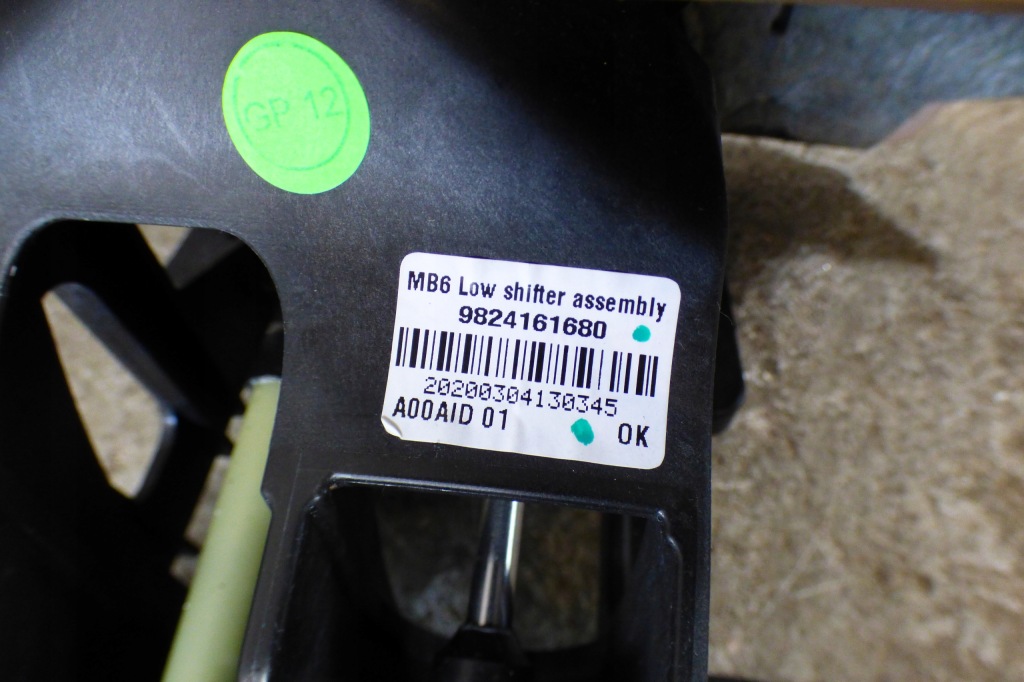 GP 12
MB6 Low shifter assembly
9824161680
20200304130345
A00AID 01
OK